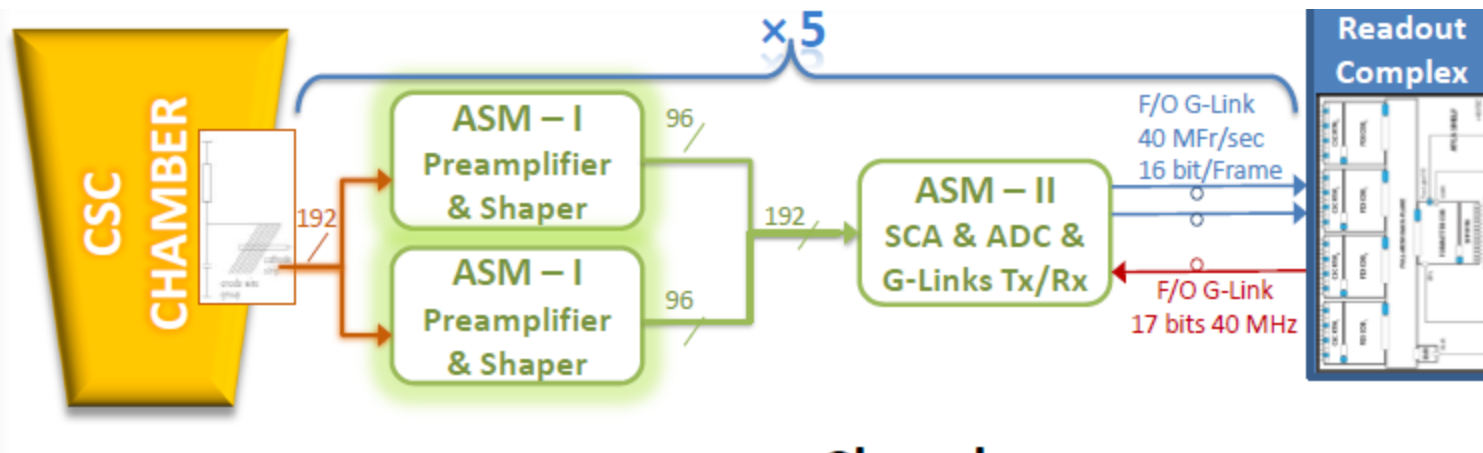 × 5
Readout
Complex
CSC
CHAMBER
192
ASM – I
Preamplifier
& Shaper
96
ASM – I
Preamplifier
& Shaper
96
192
ASM – II
SCA & ADC &
G-Links Tx/Rx
F/O G-Link
40 MFr/sec
16 bit/Frame
F/O G-Link
17 bits 40 MHz